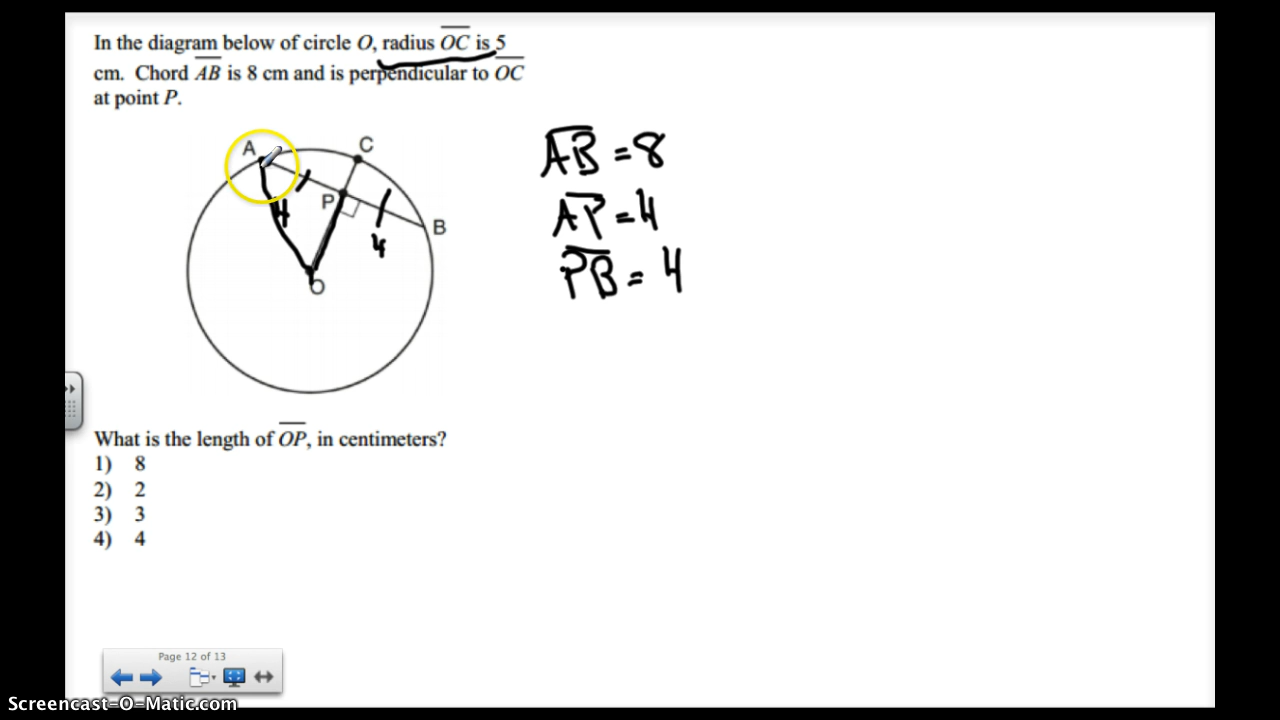 In the diagram below of circle O, radius OC is 5
cm. Chord AB is 8 cm and is perpendicular to OC
at point P.
A
C
P
B
O
4
4
AB = 8
AP = 4
PB = 4
What is the length of OP, in centimeters?
1) 8
2) 2
3) 3
4) 4
Page 12 of 13
Screencast-O-Matic.com